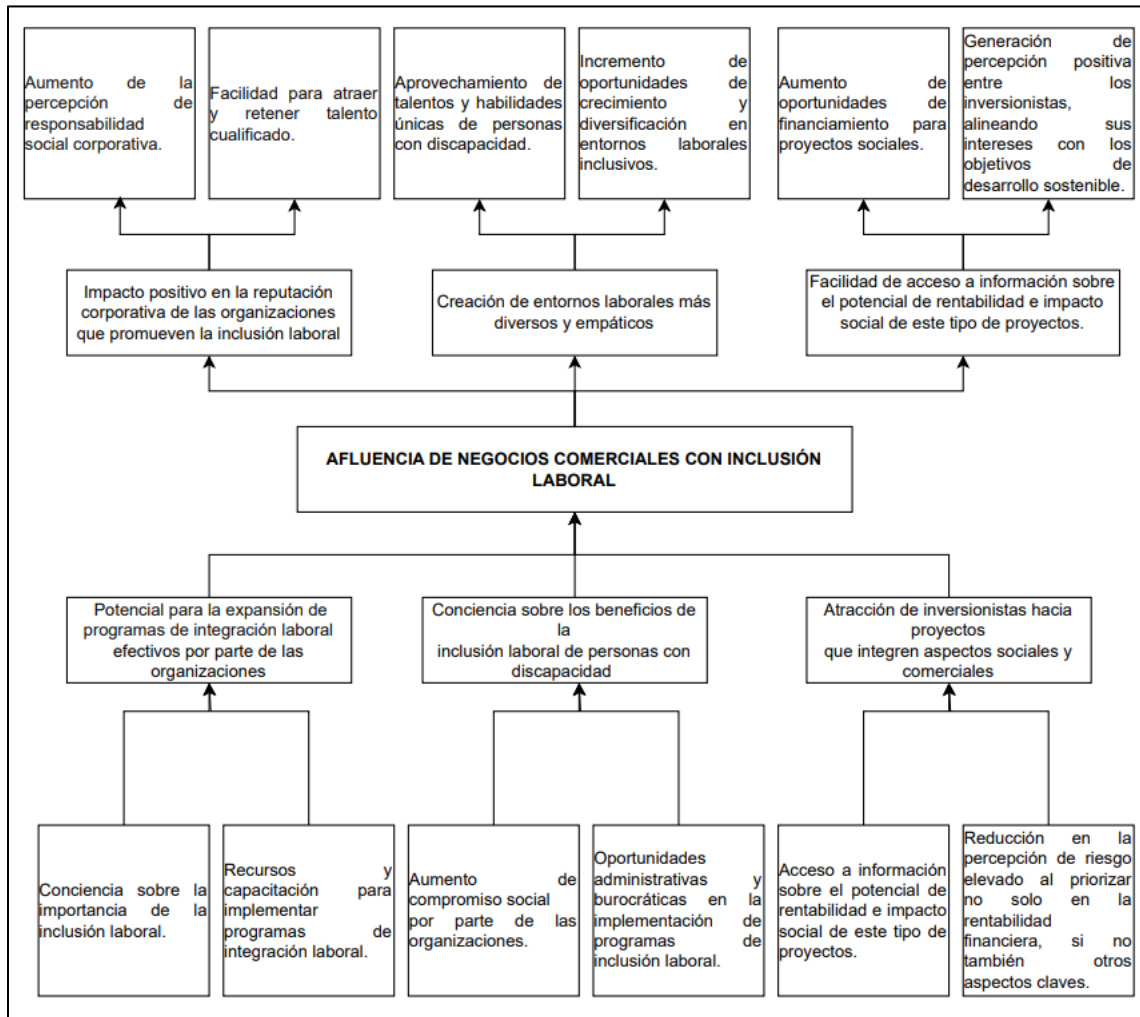 Aumento de la
percepción de
responsabilidad
social corporativa.
Facilidad para atraer
y retener talento
cualificado.
Aprovechamiento de
talentos y habilidades
únicas de personas
con discapacidad.
Incremento de
oportunidades de
crecimiento y
diversificación en
entornos laborales
inclusivos.
Aumento de
oportunidades de
financiamiento para
proyectos sociales.
Generación de
percepción positiva
entre los
inversionistas,
alineando sus
intereses con los
objetivos de
desarrollo sostenible.
Impacto positivo en la reputación
corporativa de las organizaciones
que promueven la inclusión laboral
Creación de entornos laborales más
diversos y empáticos
Facilidad de acceso a información sobre
el potencial de rentabilidad e impacto
social de este tipo de proyectos.
AFLUENCIA DE NEGOCIOS COMERCIALES CON INCLUSIÓN
LABORAL
Potencial para la expansión de
programas de integración laboral
efectivos por parte de las
organizaciones
Conciencia sobre los beneficios de
la
inclusión laboral de personas con
discapacidad
Atracción de inversionistas hacia
proyectos
que integren aspectos sociales y
comerciales
Conciencia sobre la
importancia de la
inclusión laboral.
Recursos y
capacitación para
implementar
programas de
integración laboral.
Aumento de
compromiso social
por parte de las
organizaciones.
Oportunidades
administrativas y
burocráticas en la
implementación de
programas de
inclusión laboral.
Acceso a información
sobre el potencial de
rentabilidad e impacto
social de este tipo de
proyectos.
Reducción en la
percepción de riesgo
elevado al priorizar
no solo en la
rentabilidad
financiera, si no
también otros
aspectos claves.